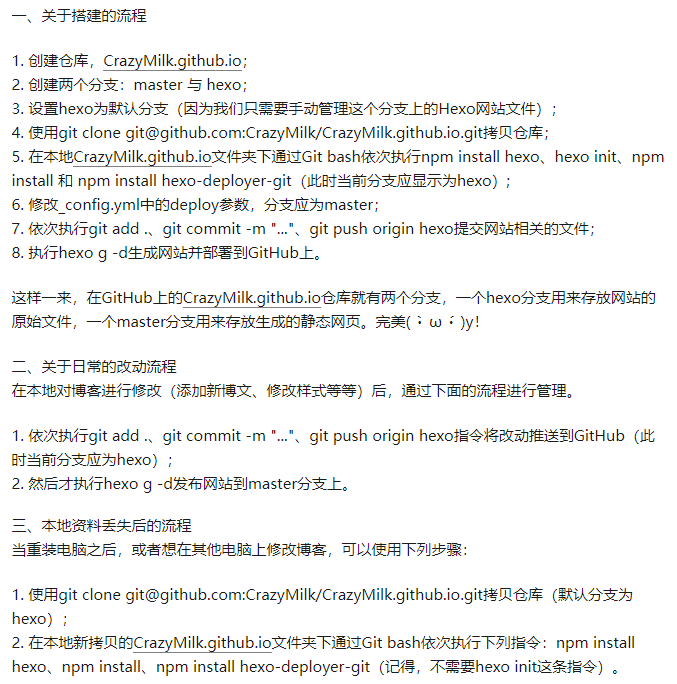 一、关于搭建的流程
1. 创建仓库，CrazyMilk.github.io；
2. 创建两个分支：master 与 hexo；
3. 设置hexo为默认分支（因为我们只需要手动管理这个分支上的Hexo网站文件）；
4. 使用git clone git@github.com:CrazyMilk/CrazyMilk.github.io.git拷贝仓库；
5. 在本地CrazyMilk.github.io文件夹下通过Git bash依次执行npm install hexo、hexo init、npm
install 和 npm install hexo-deployer-git（此时当前分支应显示为hexo）；
6. 修改_config.yml中的deploy参数，分支应为master；
7. 依次执行git add .、git commit -m "..."、git push origin hexo提交网站相关的文件；
8. 执行hexo g -d生成网站并部署到GitHub上。
这样一来，在GitHub上的CrazyMilk.github.io仓库就有两个分支，一个hexo分支用来存放网站的
原始文件，一个master分支用来存放生成的静态网页。完美( •̀ ω •́ )y！
二、关于日常的改动流程
在本地对博客进行修改（添加新博文、修改样式等等）后，通过下面的流程进行管理。
1. 依次执行git add .、git commit -m "..."、git push origin hexo指令将改动推送到GitHub（此
时当前分支应为hexo）；
2. 然后才执行hexo g -d发布网站到master分支上。
三、本地资料丢失后的流程
当重装电脑之后，或者想在其他电脑上修改博客，可以使用下列步骤：
1. 使用git clone git@github.com:CrazyMilk/CrazyMilk.github.io.git拷贝仓库（默认分支为
hexo）；
2. 在本地新拷贝的CrazyMilk.github.io文件夹下通过Git bash依次执行下列指令：npm install
hexo、npm install、npm install hexo-deployer-git（记得，不需要hexo init这条指令）。